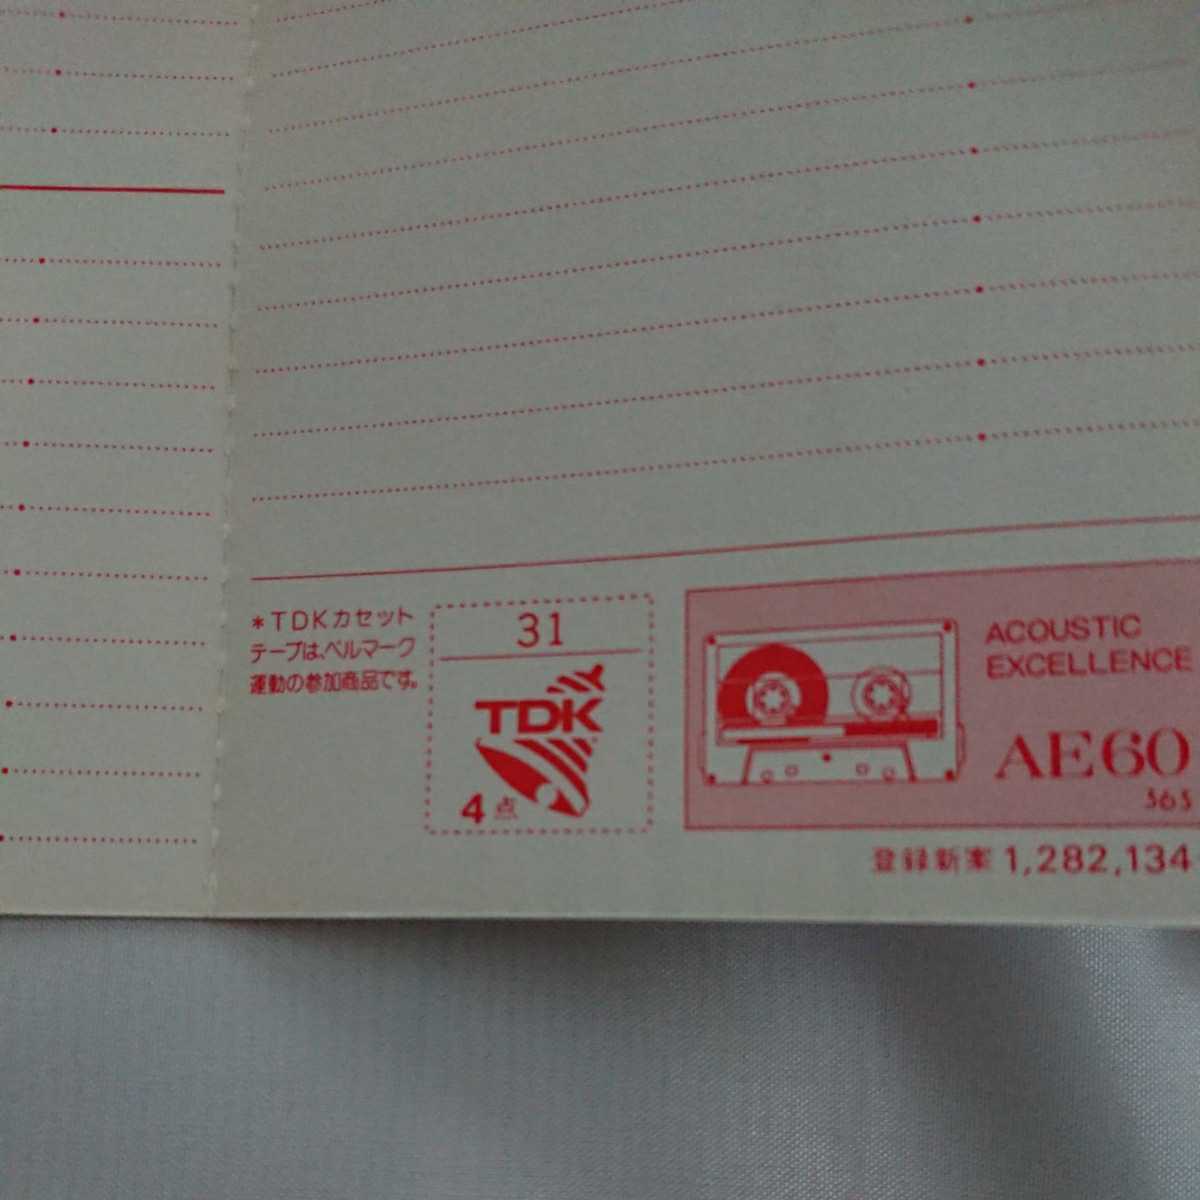 *TDKカセット
テープは、ベルマーク
運動の参加商品です。
31
TDK
4点
ACOUSTIC
EXCELLENCE
AE60
登録新案 1,282,134